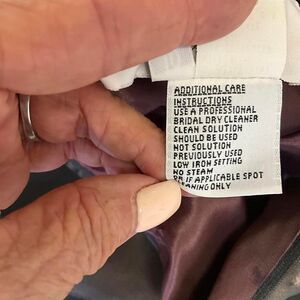 ADDITIONAL CARE
INSTRUCTIONS
USE A PROFESSIONAL
BRIDAL DRY CLEANER
CLEAN SOLUTION
SHOULD BE USED
NOT SOLUTION
PREVIOUSLY USED
LOW IRON SETTING
NO STEAM
OR IF APPLICABLE SPOT
ONLY